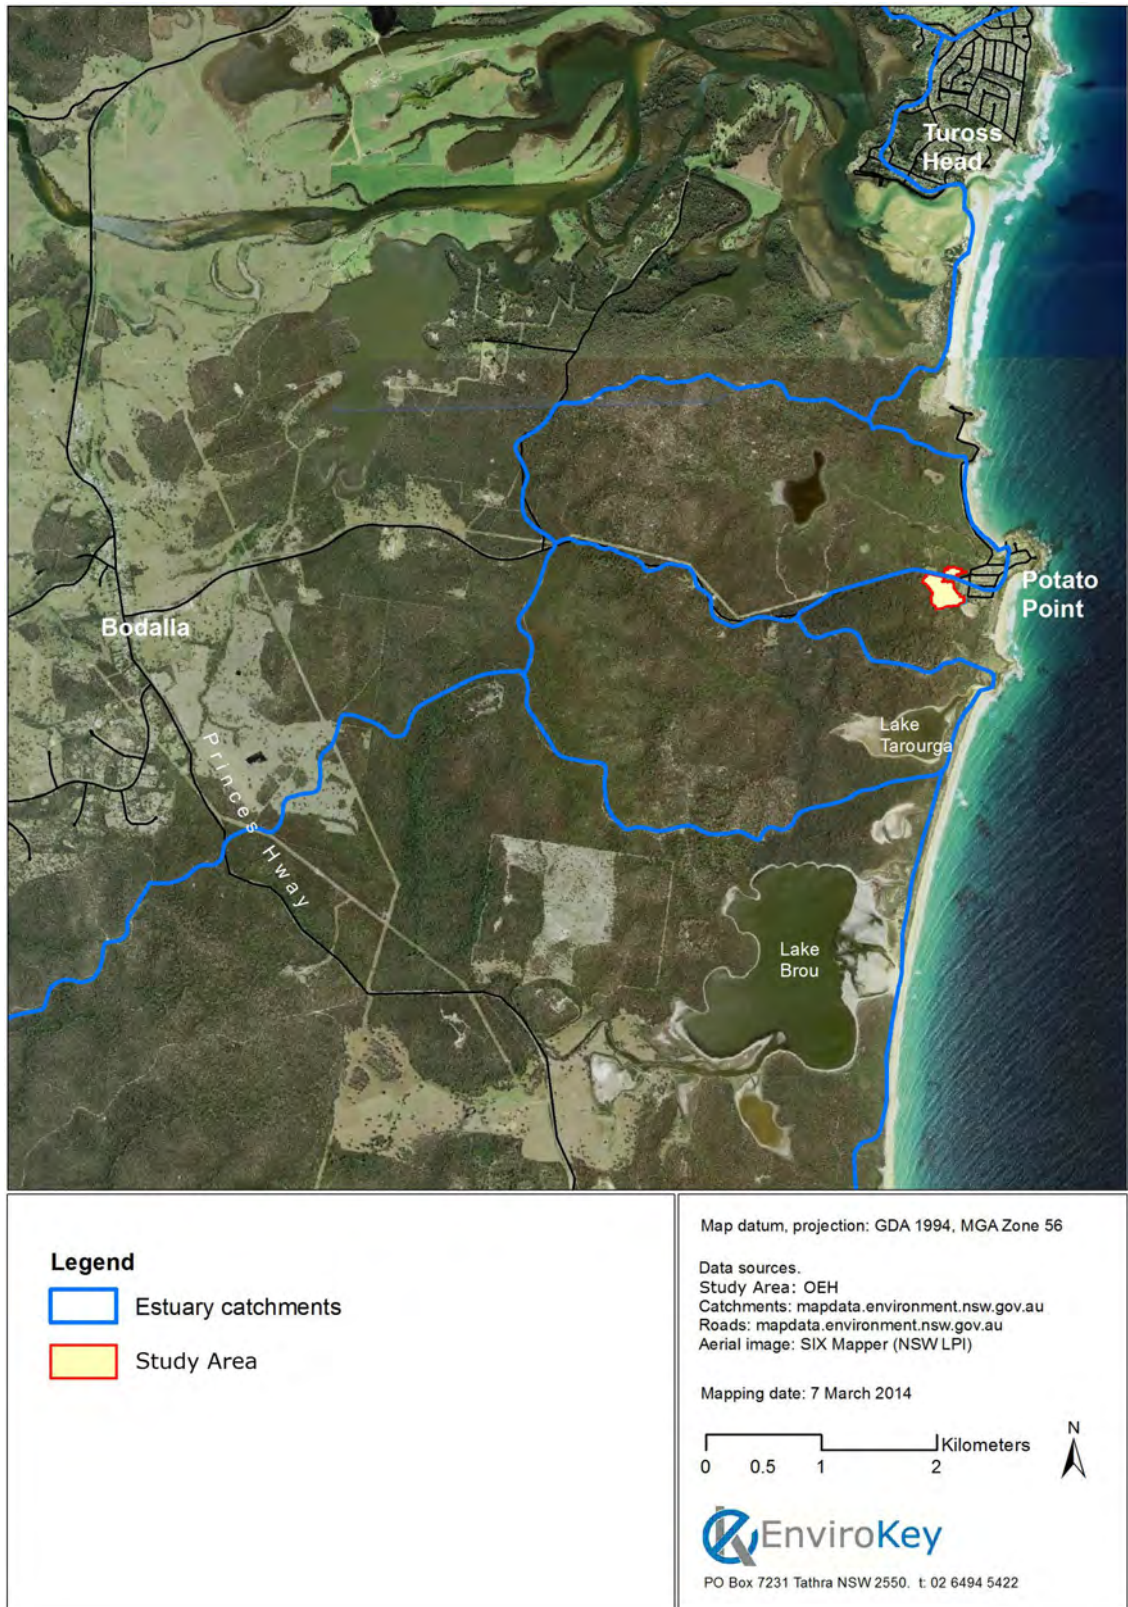 Tuross
Head
Potato
Point
Bodalla
Lake
Tarourga
Princes Hway
Lake
Brou
Legend
Estuary catchments
Study Area
Map datum, projection: GDA 1994, MGA Zone 56
Data sources.
Study Area: OEH
Catchments: mapdata.environment.nsw.gov.au
Roads: mapdata.environment.nsw.gov.au
Aerial image: SIX Mapper (NSW LPI)
Mapping date: 7 March 2014
N
Kilometers
0 0.5 1 2
EnviroKey
PO Box 7231 Tathra NSW 2550. t: 02 6494 5422